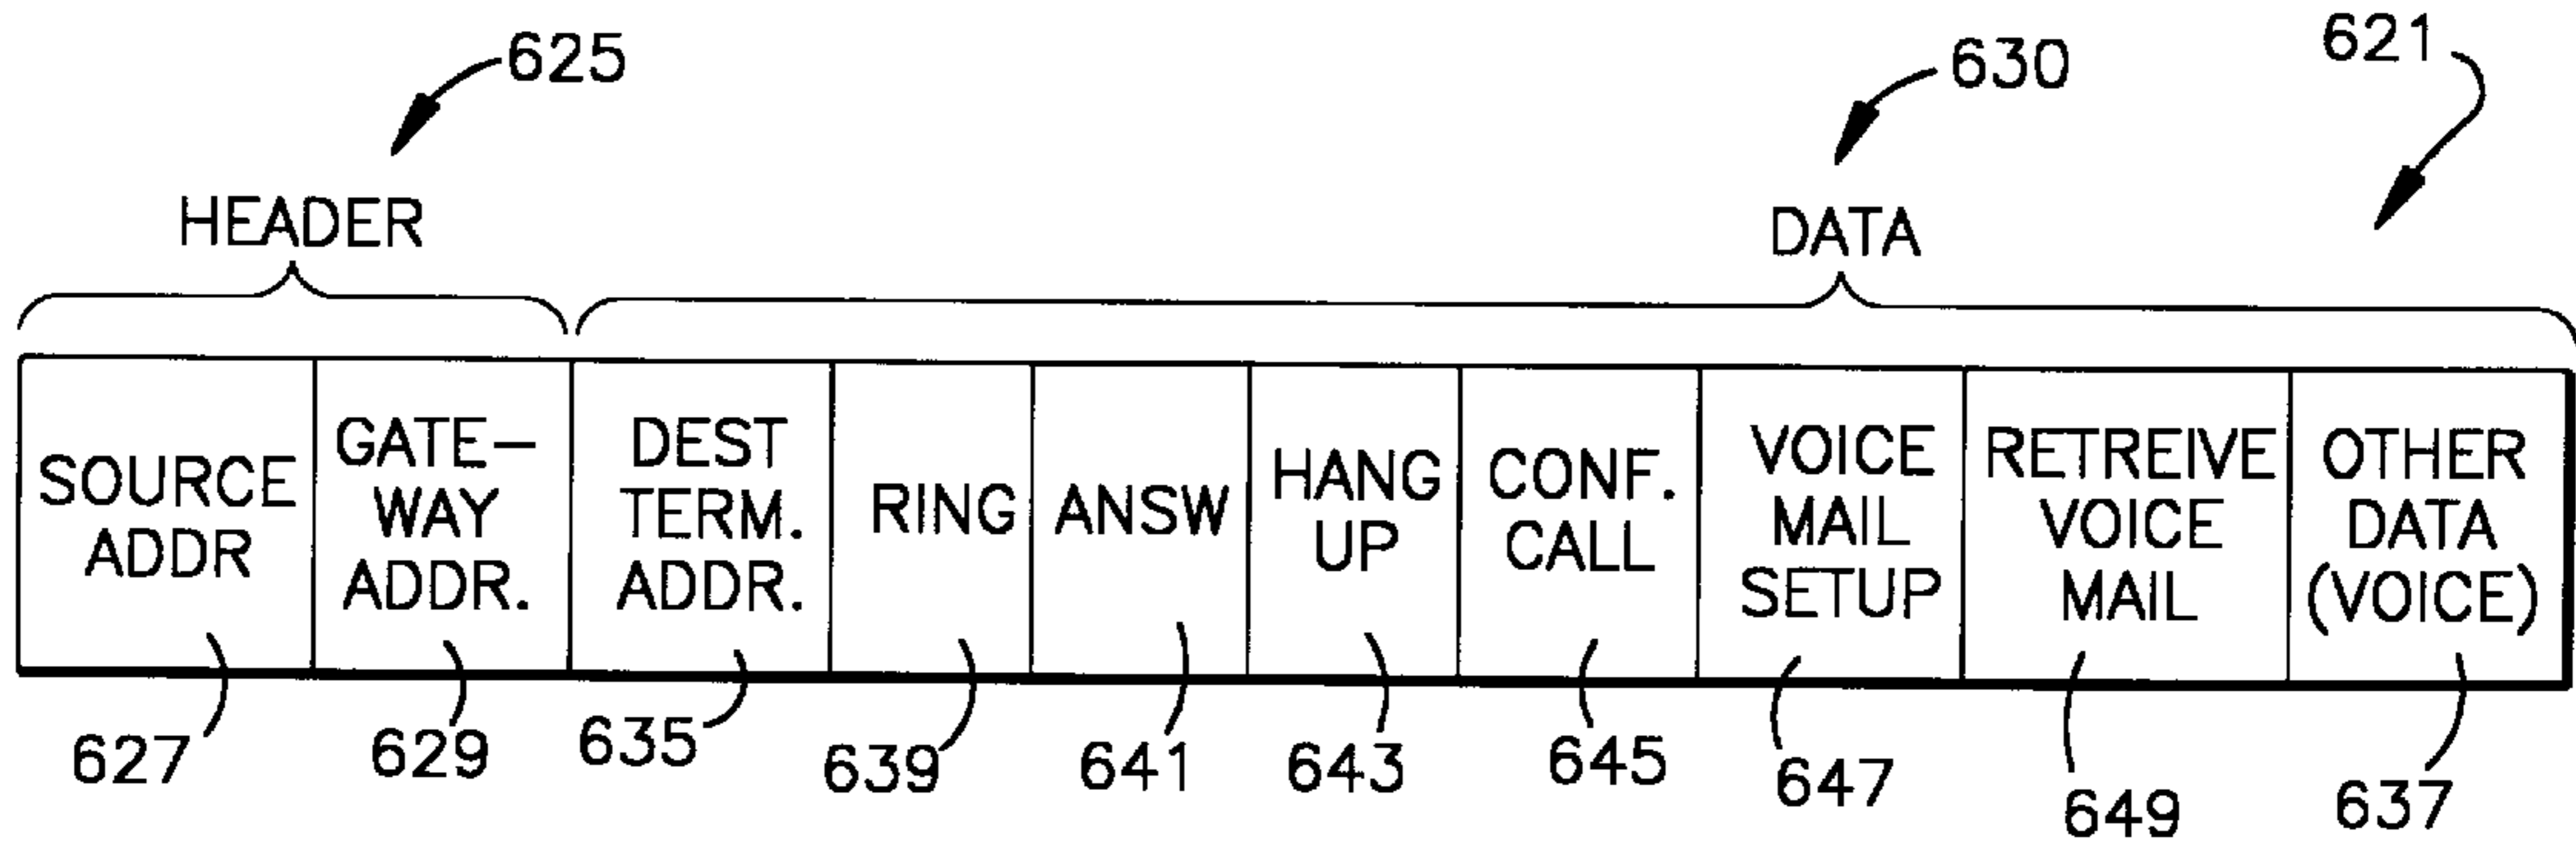 625
630
621
HEADER
DATA
SOURCE
ADDR
GATE-
WAY
ADDR.
DEST
TERM.
ADDR.
RING
ANSW
HANG
UP
CONF.
CALL
VOICE
MAIL
SETUP
RETREIVE
VOICE
MAIL
OTHER
DATA
(VOICE)
627
629
635
639
641
643
645
647
649
637